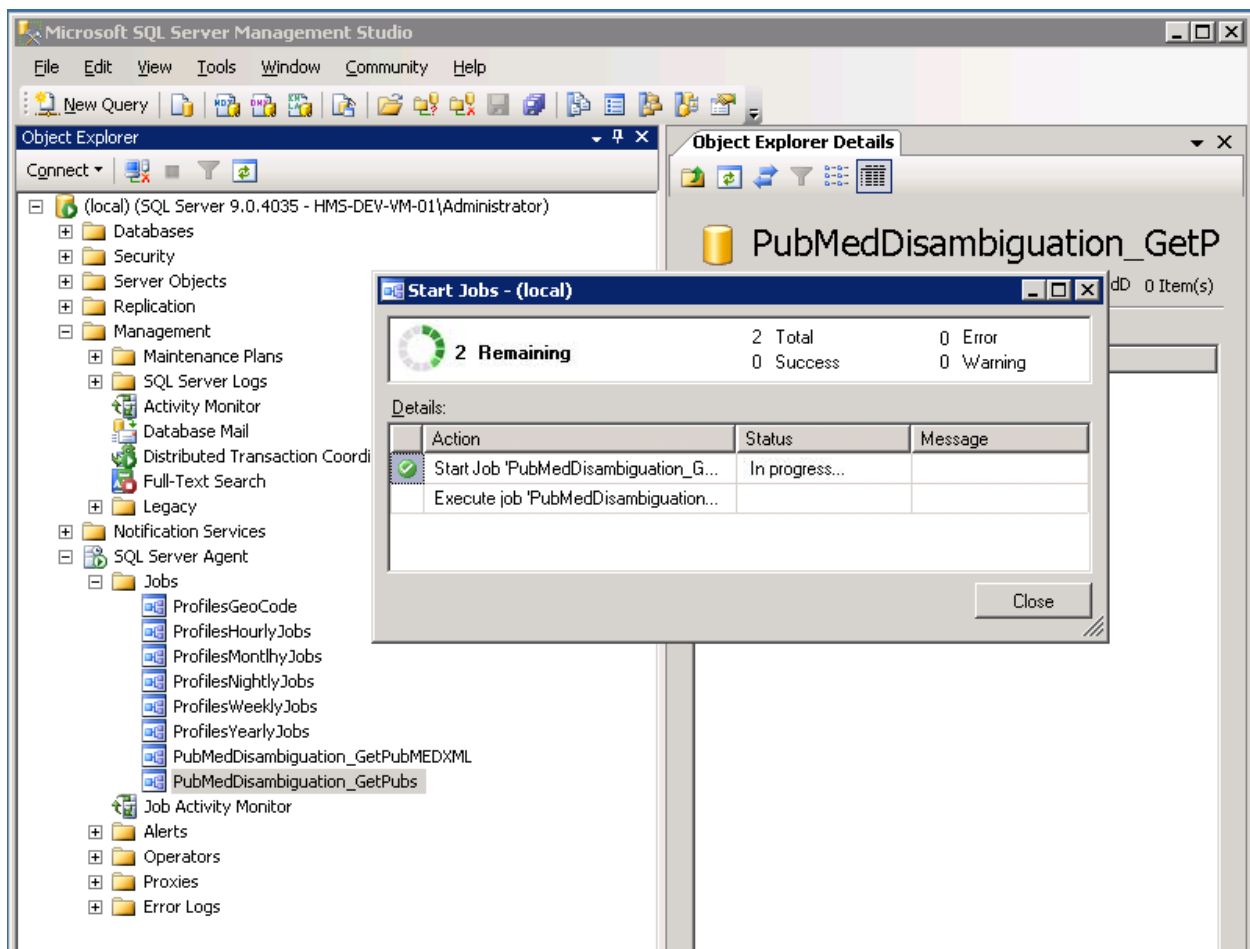 Microsoft SQL Server Management Studio
File Edit View Tools Window Community Help
New Query
Object Explorer
Connect
(local) (SQL Server 9.0.4035 - HMS-DEV-VM-01\Administrator)
Databases
Security
Server Objects
Replication
Management
Maintenance Plans
SQL Server Logs
Activity Monitor
Database Mail
Distributed Transaction Coordi
Full-Text Search
Legacy
Notification Services
SQL Server Agent
Jobs
ProfilesGeoCode
ProfilesHourlyJobs
ProfilesMontlhyJobs
ProfilesNightlyJobs
ProfilesWeeklyJobs
ProfilesYearlyJobs
PubMedDisambiguation_GetPubMEDXML
PubMedDisambiguation_GetPubs
Job Activity Monitor
Alerts
Operators
Proxies
Error Logs
Object Explorer Details
PubMedDisambiguation_GetP
dD 0 Item(s)
Start Jobs - (local)
2 Remaining
2 Total 0 Error
0 Success 0 Warning
Details:
Action Status Message
Start Job 'PubMedDisambiguation_G... In progress...
Execute job 'PubMedDisambiguation...
Close